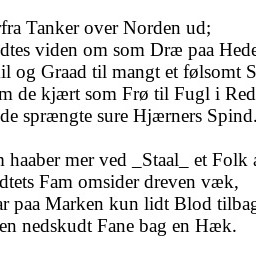 fra Tanker over Norden ud;
dtes viden om som Dræ paa Hede
il og Graad til mangt et følsomt S
m de kjært som Frø til Fugl i Red
de sprængte sure Hjærners Spind.
haaber mer ved _Staal_ et Folk a
dtets Fam omsider dreven væk,
ar paa Marken kun lidt Blod tilbag
en nedskudt Fane bag en Hæk.